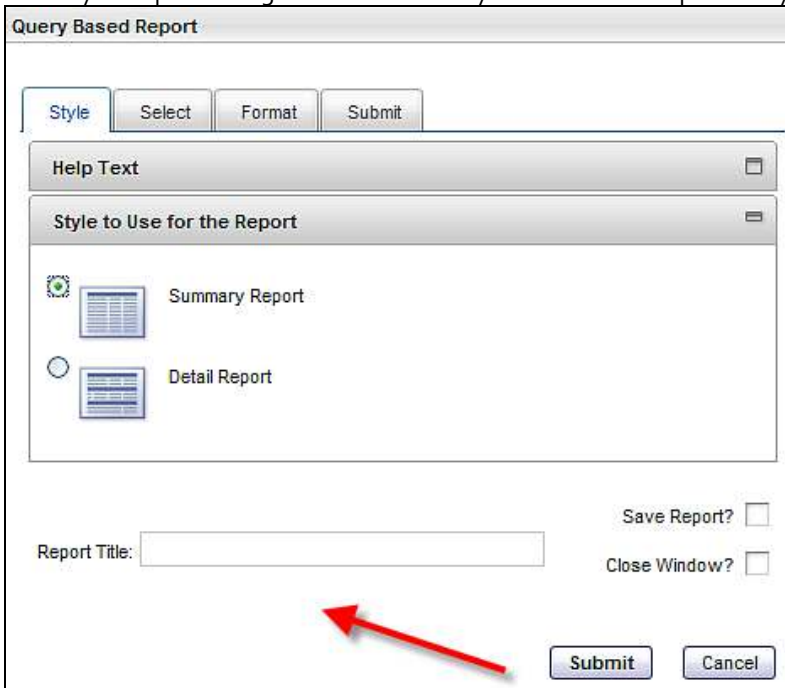 Query Based Report
Style Select Format Submit
Help Text
Style to Use for the Report
Summary Report
Detail Report
Save Report?
Report Title:
Close Window?
Submit Cancel